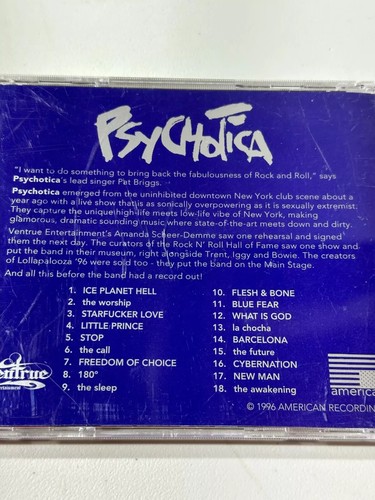 PSYCHOTICA
"I want to do something to bring back the fabulousness of Rock and Roll," says
Psychotica's lead singer Pat Briggs.
Psychotica emerged from the uninhibited downtown New York club scene about a
year ago with a live show that is as sonically overpowering as it is sexually extremist.
They capture the unique high-life meets low-life vibe of New York, making
glamorous, dramatic sounding music where state-of-the-art meets down and dirty.
Ventrue Entertainment's Amanda Scheer-Demme saw one rehearsal and signed
them the next day. The curators of the Rock N' Roll Hall of Fame saw one show and
put the band in their museum, right alongside Trent, Iggy and Bowie. The creators
of Lollapalooza '96 were sold too - they put the band on the Main Stage.
And all this before the band had a record out!
1. ICE PLANET HELL
2. the worship
3. STARFUCKER LOVE
4. LITTLE PRINCE
5. STOP
6. the call
7. FREEDOM OF CHOICE
8. 180°
9. the sleep
10. FLESH & BONE
11. BLUE FEAR
12. WHAT IS GOD
13. la chocha
14. BARCELONA
15. the future
16. CYBERNATION
17. NEW MAN
18. the awakening
ventrue
american
© 1996 AMERICAN RECORDIN